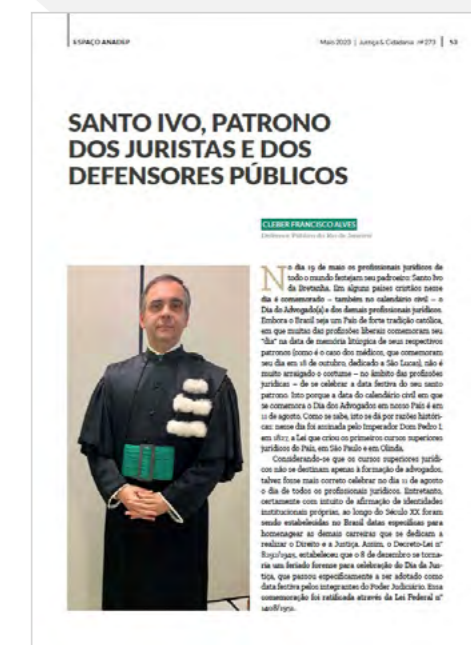 ESPAÇO ANADEP
Maio 2023 | Justiça & Cidadania nº 273 | 53
SANTO IVO, PATRONO
DOS JURISTAS E DOS
DEFENSORES PÚBLICOS
CLEBER FRANCISCO ALVES
Defensor Público do Rio de Janeiro
No dia 19 de maio os profissionais jurídicos de
todo o mundo festejam seu padroeiro: Santo Ivo
da Bretanha. Em alguns países cristãos nesse
dia é comemorado – também no calendário civil – o
Dia do Advogado(a) e dos demais profissionais jurídicos.
Embora o Brasil seja um País de forte tradição católica,
em que muitas das profissões liberais comemoram seu
"dia" na data de memória litúrgica de seus respectivos
patronos (como é o caso dos médicos, que comemoram
seu dia em 18 de outubro, dedicado a São Lucas), não é
muito arraigado o costume – no âmbito das profissões
jurídicas – de se celebrar a data festiva do seu santo
patrono. Isto porque a data do calendário civil em que
se comemora o Dia dos Advogados em nosso País é em
11 de agosto. Como se sabe, isto se dá por razões históri-
cas: nesse dia foi assinada pelo Imperador Dom Pedro I,
em 1827, a Lei que criou os primeiros cursos superiores
jurídicos do País, em São Paulo e em Olinda.
Considerando-se que os cursos superiores jurídi-
cos não se destinam apenas à formação de advogados,
talvez fosse mais correto celebrar no dia 11 de agosto
o dia de todos os profissionais jurídicos. Entretanto,
certamente com intuito de afirmação de identidades
institucionais próprias, ao longo do Século XX foram
sendo estabelecidas no Brasil datas específicas para
homenagear as demais carreiras que se dedicam a
realizar o Direito e a Justiça. Assim, o Decreto-Lei nº
8.292/1945, estabeleceu que o 8 de dezembro se torna-
ria um feriado forense para celebração do Dia da Jus-
tiça, que passou especificamente a ser adotado como
data festiva pelos integrantes do Poder Judiciário. Essa
comemoração foi ratificada através da Lei Federal nº
1408/1951.